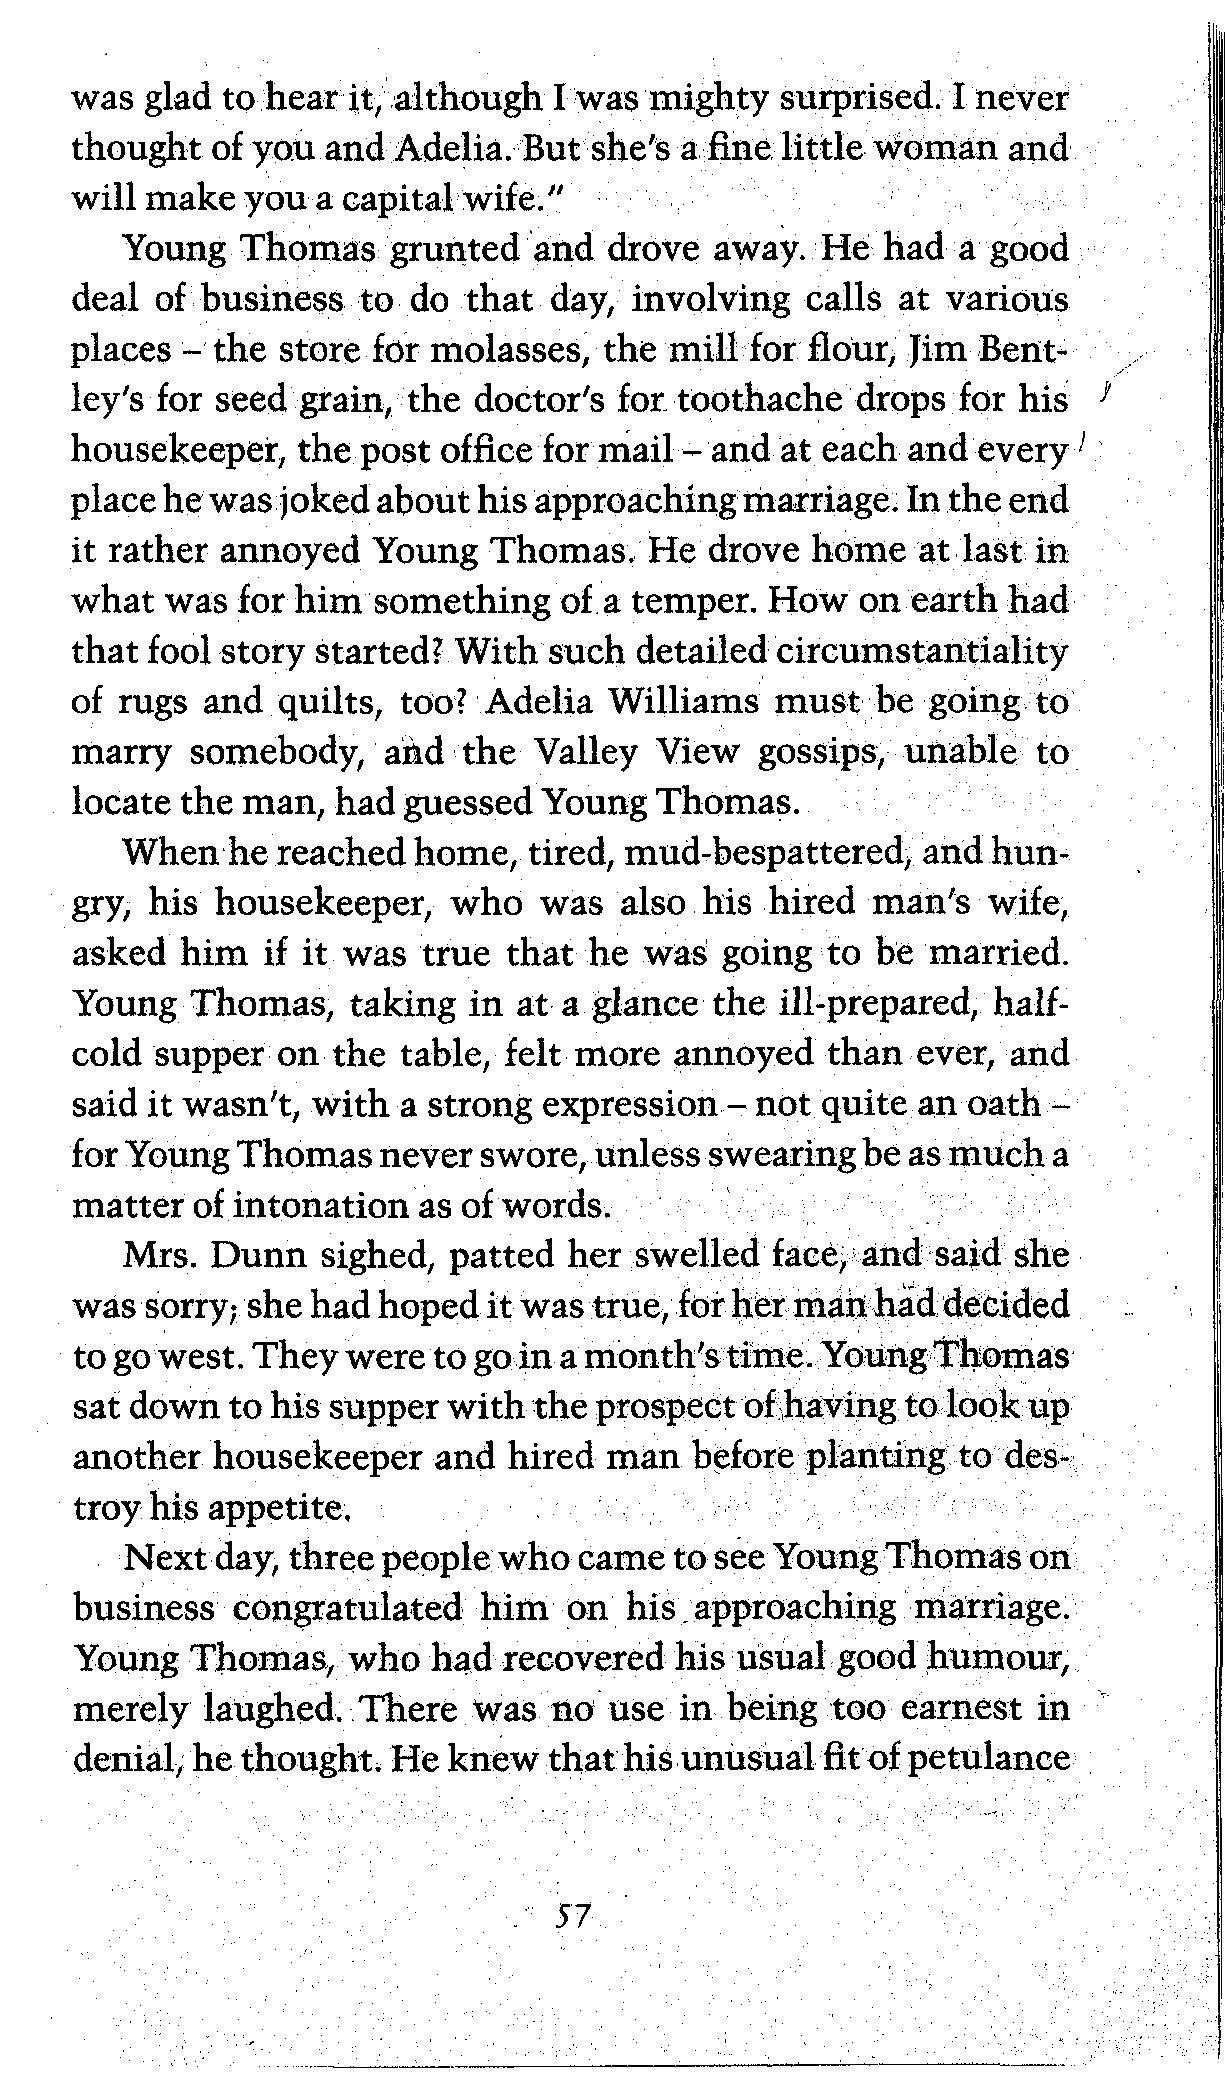 was glad to hear it, although I was mighty surprised. I never
thought of you and Adelia. But she's a fine little woman and
will make you a capital wife."
Young Thomas grunted and drove away. He had a good
deal of business to do that day, involving calls at various
places – the store for molasses, the mill for flour, Jim Bent-
ley's for seed grain, the doctor's for toothache drops for his
housekeeper, the post office for mail – and at each and every
place he was joked about his approaching marriage. In the end
it rather annoyed Young Thomas. He drove home at last in
what was for him something of a temper. How on earth had
that fool story started? With such detailed circumstantiality
of rugs and quilts, too? Adelia Williams must be going to
marry somebody, and the Valley View gossips, unable to
locate the man, had guessed Young Thomas.
When he reached home, tired, mud-bespattered, and hun-
gry, his housekeeper, who was also his hired man's wife,
asked him if it was true that he was going to be married.
Young Thomas, taking in at a glance the ill-prepared, half-
cold supper on the table, felt more annoyed than ever, and
said it wasn't, with a strong expression – not quite an oath –
for Young Thomas never swore, unless swearing be as much a
matter of intonation as of words.
Mrs. Dunn sighed, patted her swelled face, and said she
was sorry; she had hoped it was true, for her man had decided
to go west. They were to go in a month's time. Young Thomas
sat down to his supper with the prospect of having to look up
another housekeeper and hired man before planting to des-
troy his appetite.
Next day, three people who came to see Young Thomas on
business congratulated him on his approaching marriage.
Young Thomas, who had recovered his usual good humour,
merely laughed. There was no use in being too earnest in
denial, he thought. He knew that his unusual fit of petulance
57